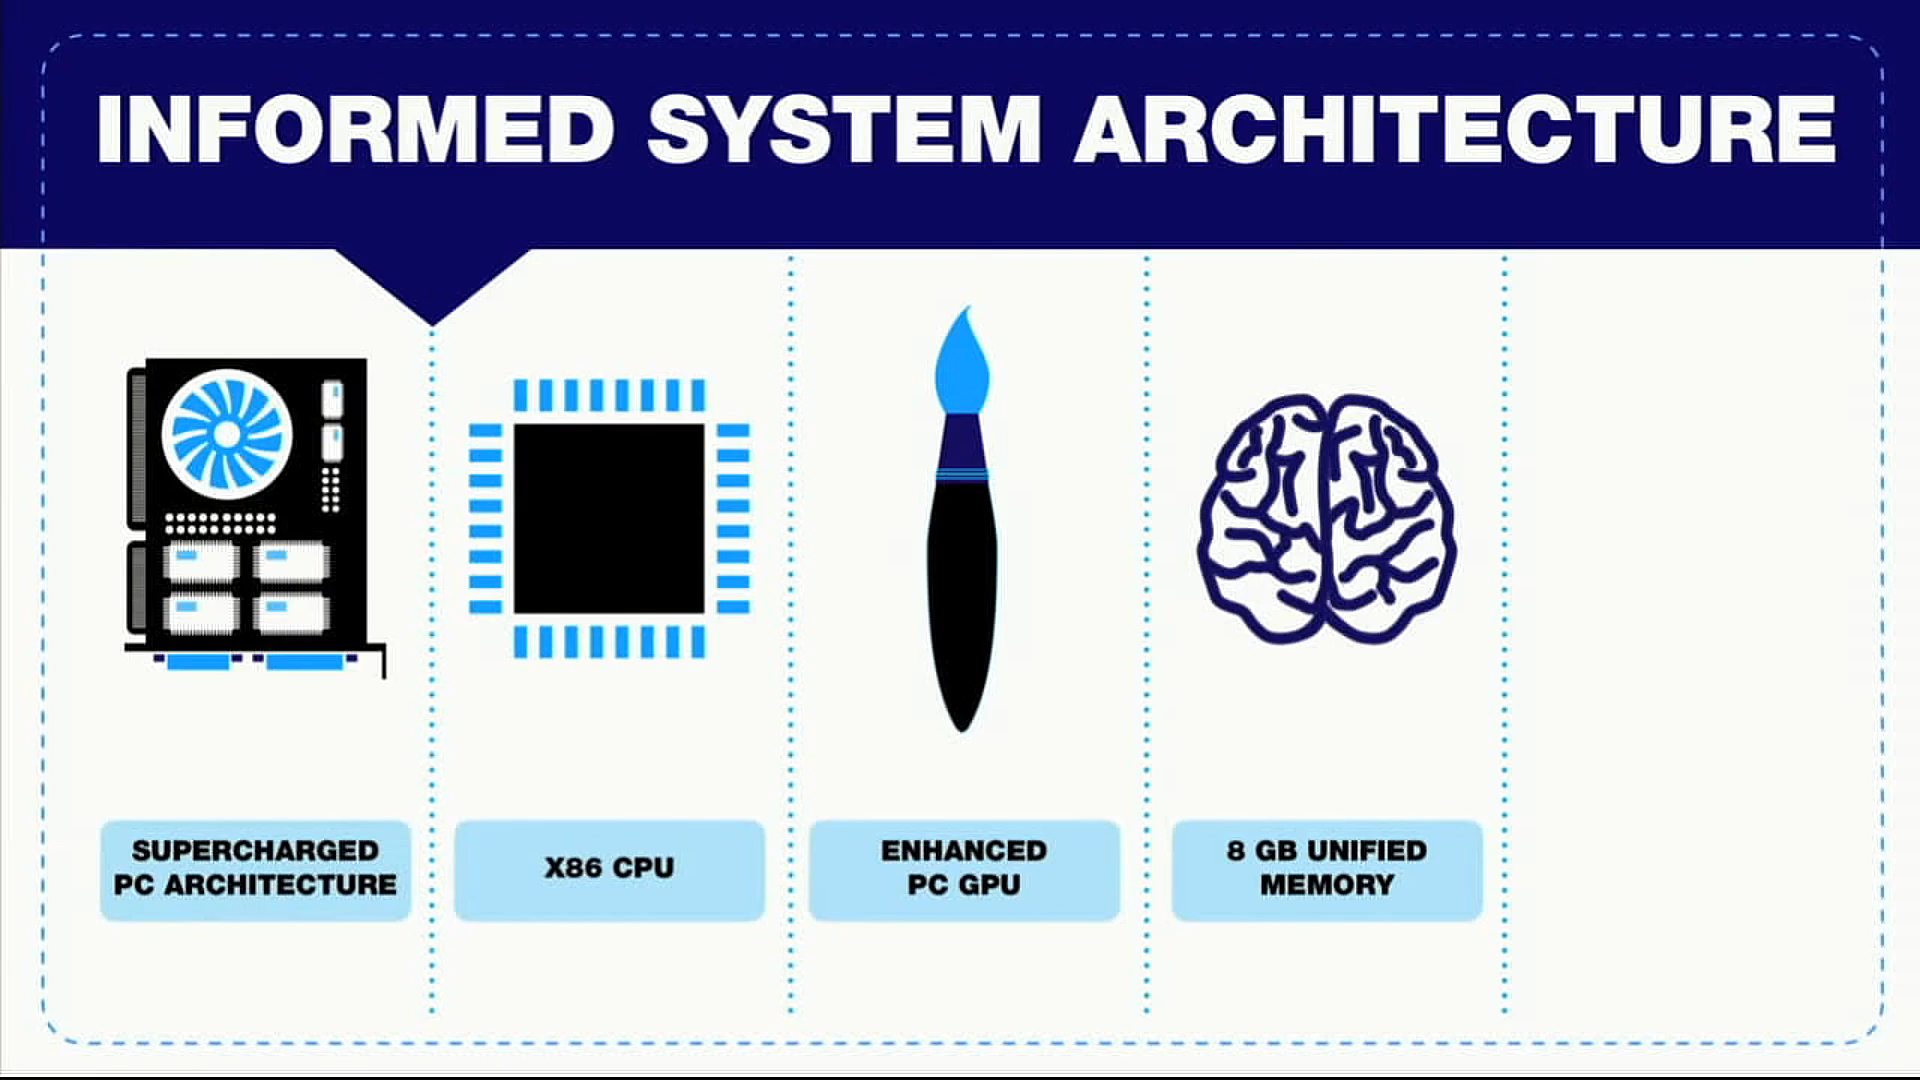 INFORMED SYSTEM ARCHITECTURE
SUPERCHARGED
PC ARCHITECTURE
X86 CPU
ENHANCED
PC GPU
8 GB UNIFIED
MEMORY